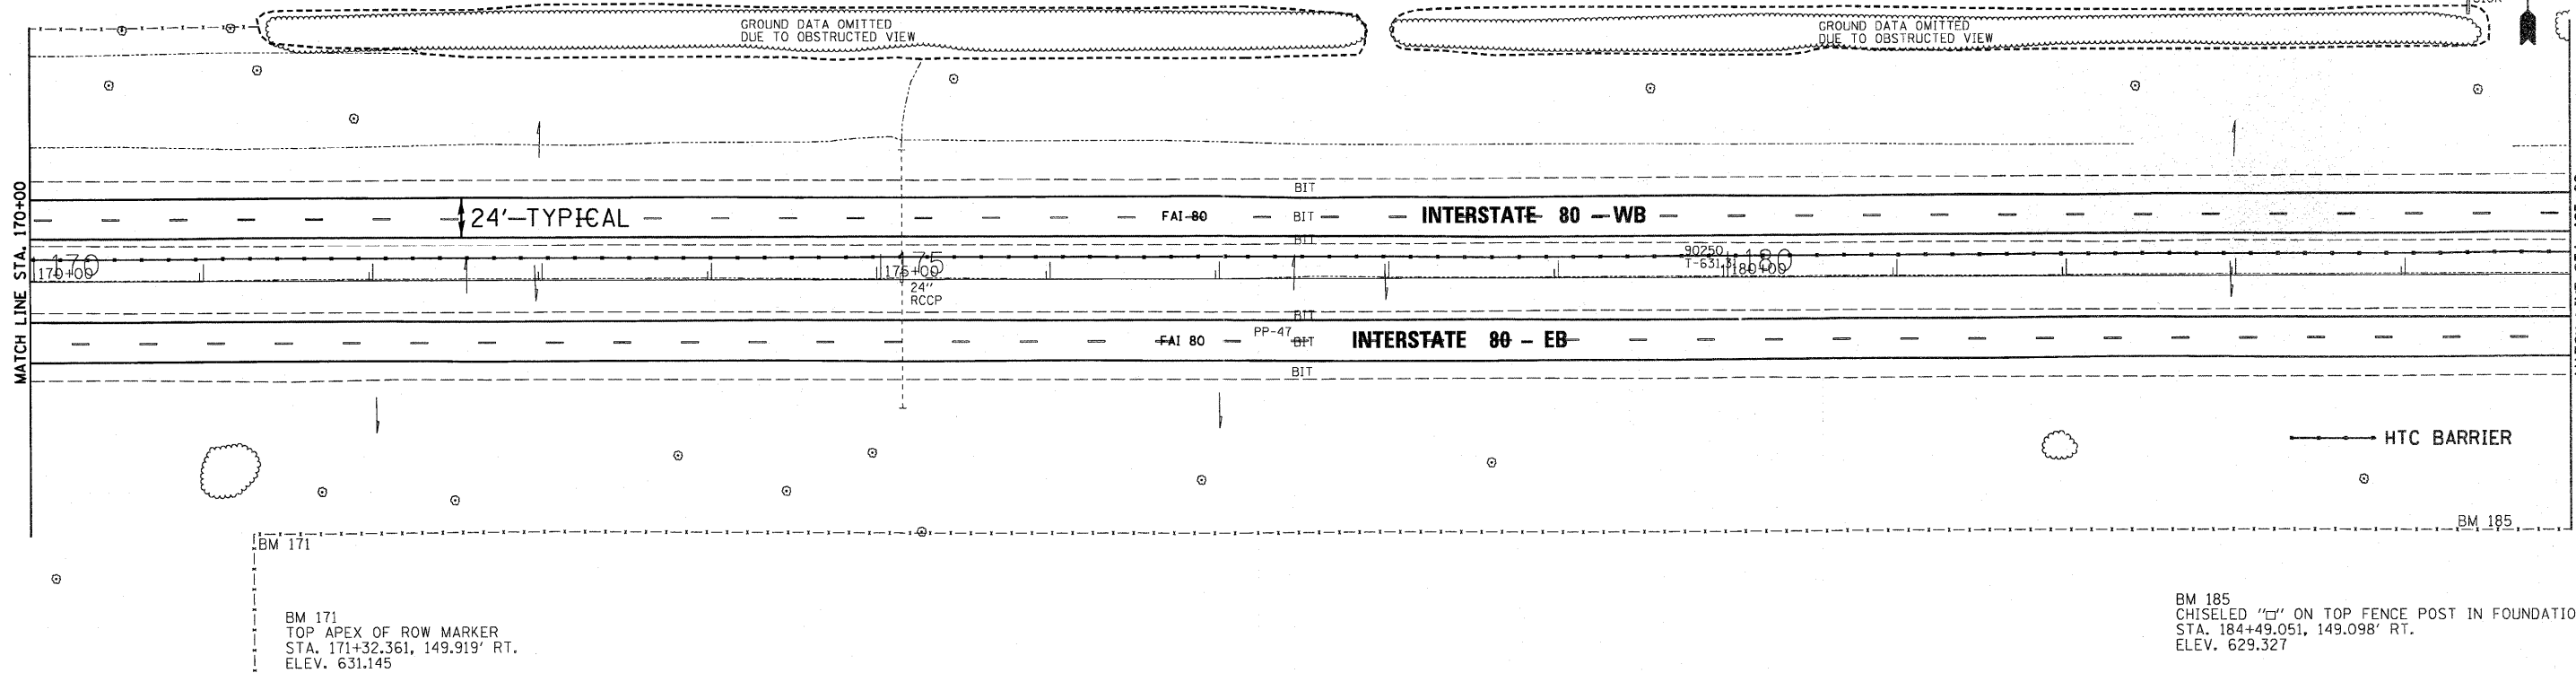 GROUND DATA OMITTED
DUE TO OBSTRUCTED VIEW
GROUND DATA OMITTED
DUE TO OBSTRUCTED VIEW
MATCH LINE STA. 170+00
BIT
24'-TYPICAL
FAI 80
BIT
INTERSTATE 80 - WB
BIT
170
170+00
175
175+00
90250
T-631.3
180
180+00
24"
RCCP
BIT
FAI 80
PP-47
BIT
INTERSTATE 80 - EB
BIT
HTC BARRIER
BM 171
BM 185
BM 171
TOP APEX OF ROW MARKER
STA. 171+32.361, 149.919' RT.
ELEV. 631.145
BM 185
CHISELED "□" ON TOP FENCE POST IN FOUNDATIO
STA. 184+49.051, 149.098' RT.
ELEV. 629.327